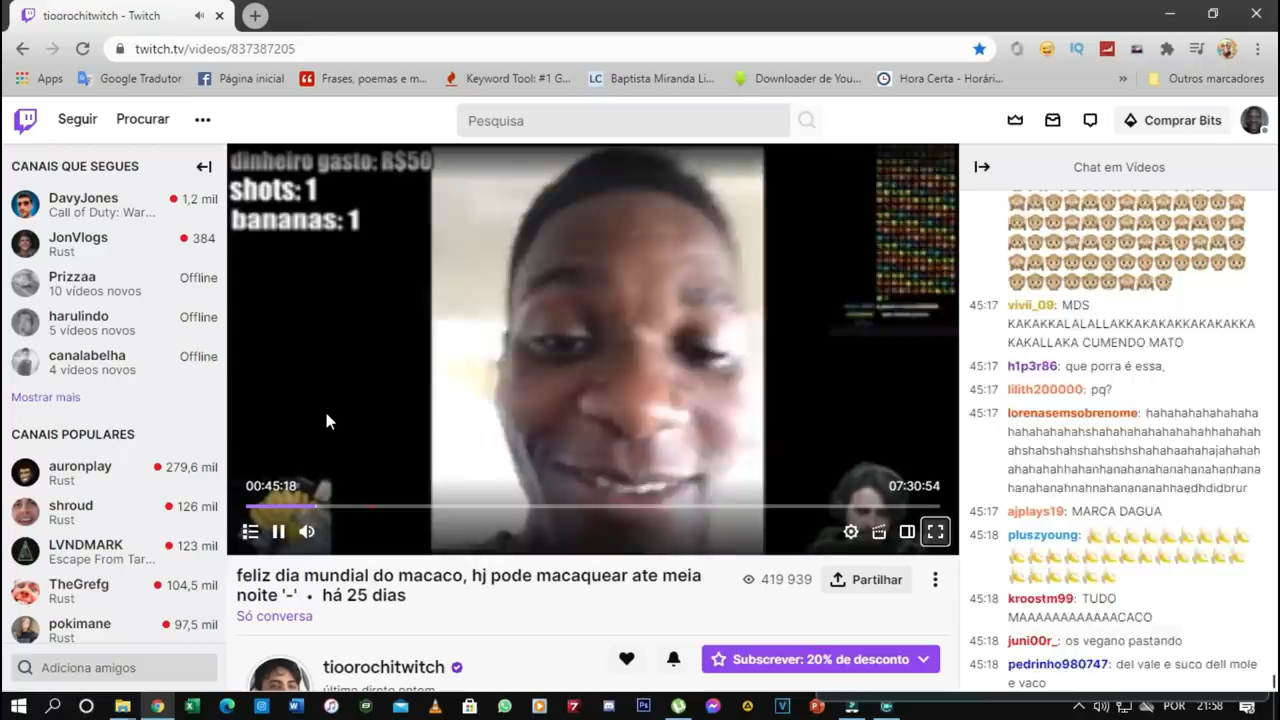 tioorochitwitch - Twitch
twitch.tv/videos/837387205
Apps
Google Tradutor
Página inicial
Frases, poemas e m...
Keyword Tool: #1 G...
Baptista Miranda Li...
Downloader de You...
Hora Certa - Horári...
»
Outros marcadores
Seguir
Procurar
Pesquisa
Comprar Bits
CANAIS QUE SEGUES
DavyJones
1,2 mil
Call of Duty: War...
JonVlogs
384
Rust
Prizzaa
Offline
10 vídeos novos
harulindo
Offline
5 vídeos novos
canalabelha
Offline
4 vídeos novos
Mostrar mais
CANAIS POPULARES
auronplay
279,6 mil
Rust
shroud
126 mil
Rust
LVNDMARK
123 mil
Escape From Tar...
TheGrefg
104,5 mil
Rust
pokimane
97,5 mil
Rust
Adiciona amigos
dinheiro gasto: R$50
shots: 1
bananas: 1
00:45:18
07:30:54
feliz dia mundial do macaco, hj pode macaquear ate meia
noite '-' • há 25 dias
419 939
Partilhar
Só conversa
tioorochitwitch
Subscrever: 20% de desconto
último direto ontem
Chat em Vídeos
45:17 vivii_09: MDS
KAKAKKALALALLAKKAKAKAKKAKAKAKKA
KAKALLAKA CUMENDO MATO
45:17 h1p3r86: que porra é essa,
45:17 lilith200000: pq?
45:17 lorenasemsobrenome: hahahahahahaha
hahahahahahshahahahahahahahhahahah
ahshahshahshahshshshahahaahahajahahah
ahahahahahhanhanahanahanahanhahana
hanahanahnahnahananahhaedhdidbrur
45:17 ajplays19: MARCA DAGUA
45:18 pluszyoung:
45:18 kroostm99: TUDO
MAAAAAAAAAAAACACO
45:18 juni00r_: os vegano pastando
45:18 pedrinho980747: del vale e suco dell mole
e vaco
POR
21:58